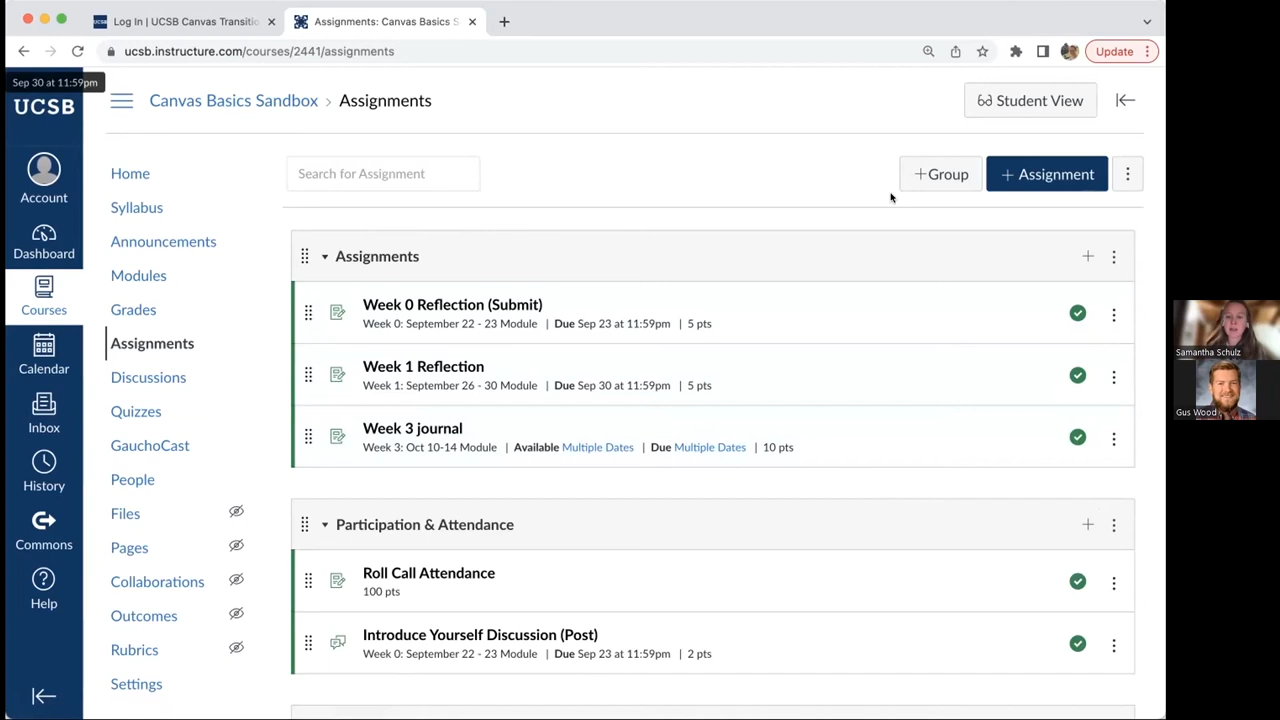 Log In | UCSB Canvas Transitio
Assignments: Canvas Basics S
ucsb.instructure.com/courses/2441/assignments
Update
Sep 30 at 11:59pm
UCSB
Canvas Basics Sandbox › Assignments
Student View
Account
Dashboard
Courses
Calendar
Inbox
History
Commons
Help
Home
Syllabus
Announcements
Modules
Grades
Assignments
Discussions
Quizzes
GauchoCast
People
Files
Pages
Collaborations
Outcomes
Rubrics
Settings
Search for Assignment
+Group
+ Assignment
Assignments
Week 0 Reflection (Submit)
Week 0: September 22 - 23 Module | Due Sep 23 at 11:59pm | 5 pts
Week 1 Reflection
Week 1: September 26 - 30 Module | Due Sep 30 at 11:59pm | 5 pts
Week 3 journal
Week 3: Oct 10-14 Module | Available Multiple Dates | Due Multiple Dates | 10 pts
Participation & Attendance
Roll Call Attendance
100 pts
Introduce Yourself Discussion (Post)
Week 0: September 22 - 23 Module | Due Sep 23 at 11:59pm | 2 pts
Samantha Schulz
Gus Wood